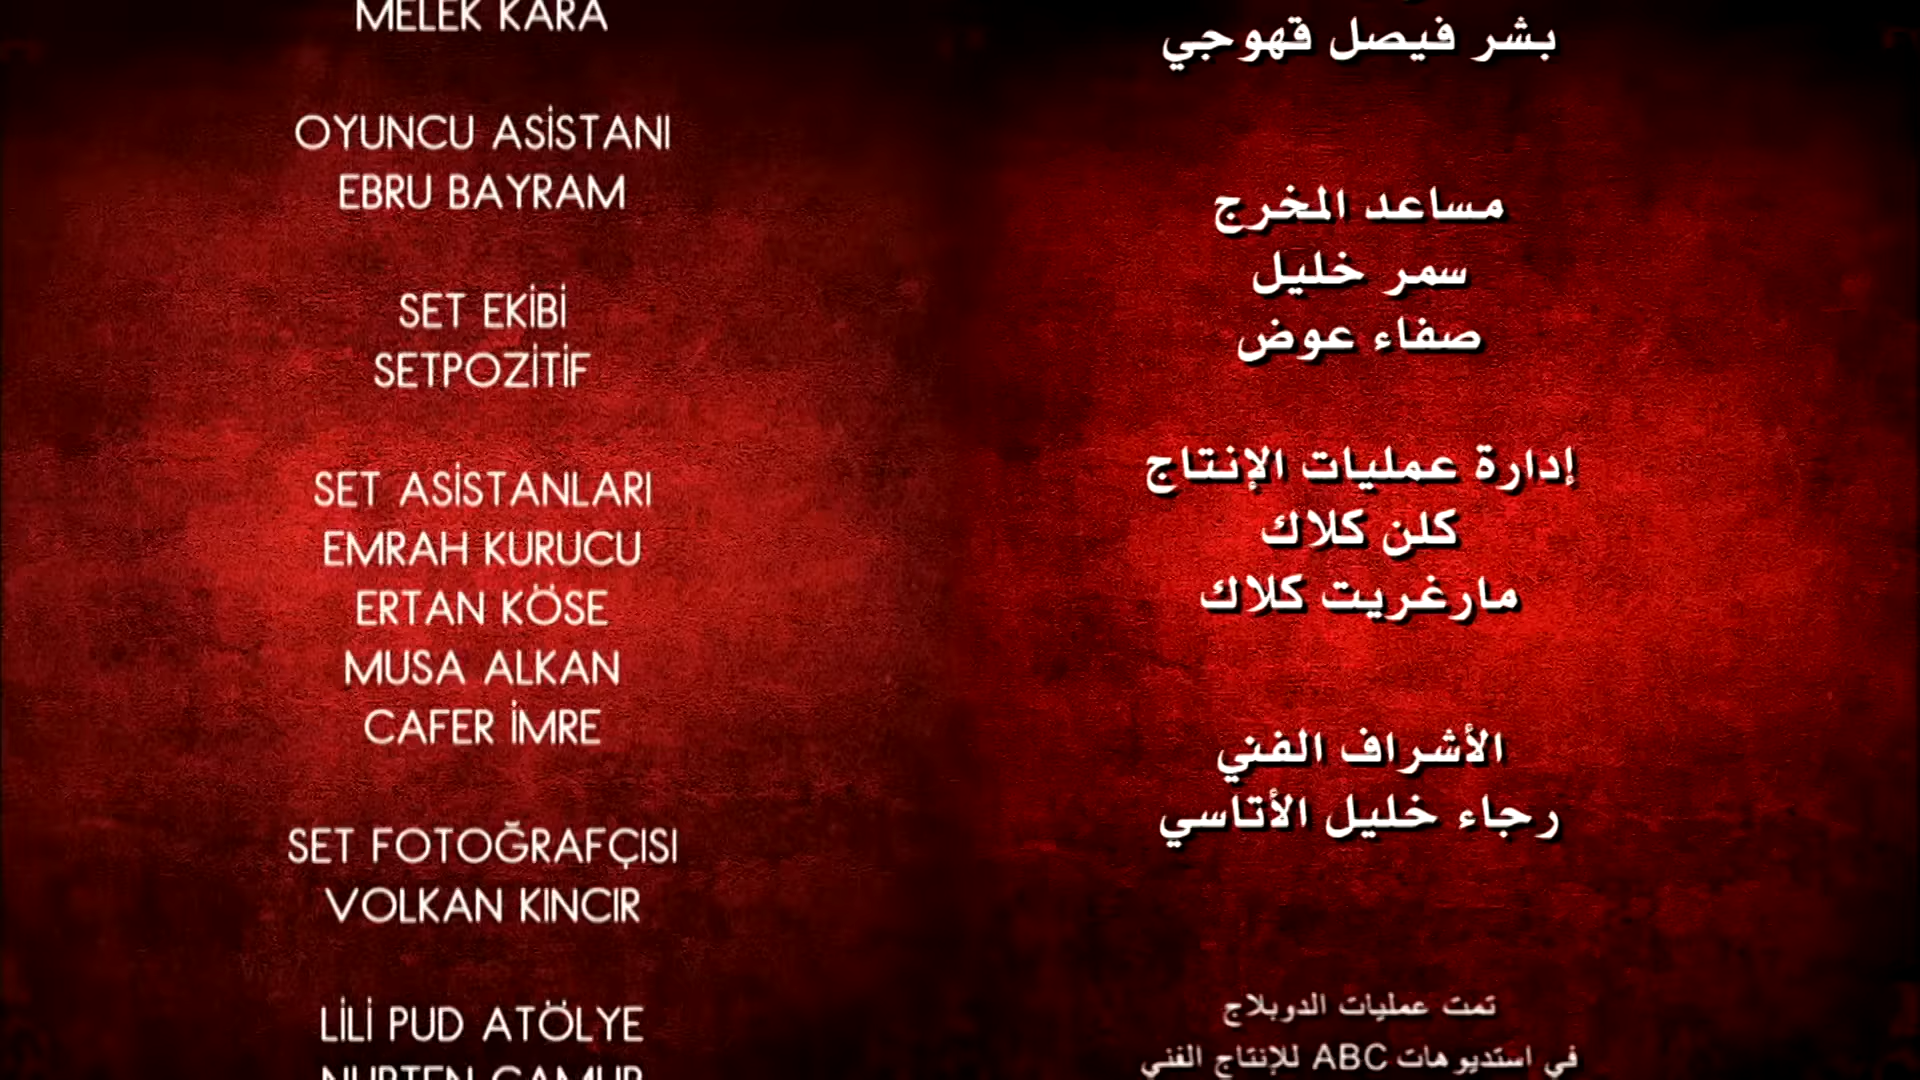 MELEK KARA
OYUNCU ASİSTANI
EBRU BAYRAM
SET EKİBİ
SETPOZİTİF
SET ASİSTANLARI
EMRAH KURUCU
ERTAN KÖSE
MUSA ALKAN
CAFER İMRE
SET FOTOĞRAFÇISI
VOLKAN KINCIR
LİLİ PUD ATÖLYE
NURTEN ÇAMUR
بشر فيصل قهوجي
مساعد المخرج
سمر خليل
صفاء عوض
إدارة عمليات الإنتاج
كلن كلاك
مارغريت كلاك
الأشراف الفني
رجاء خليل الأتاسي
تمت عمليات الدوبلاج
في استديوهات ABC للإنتاج الفني